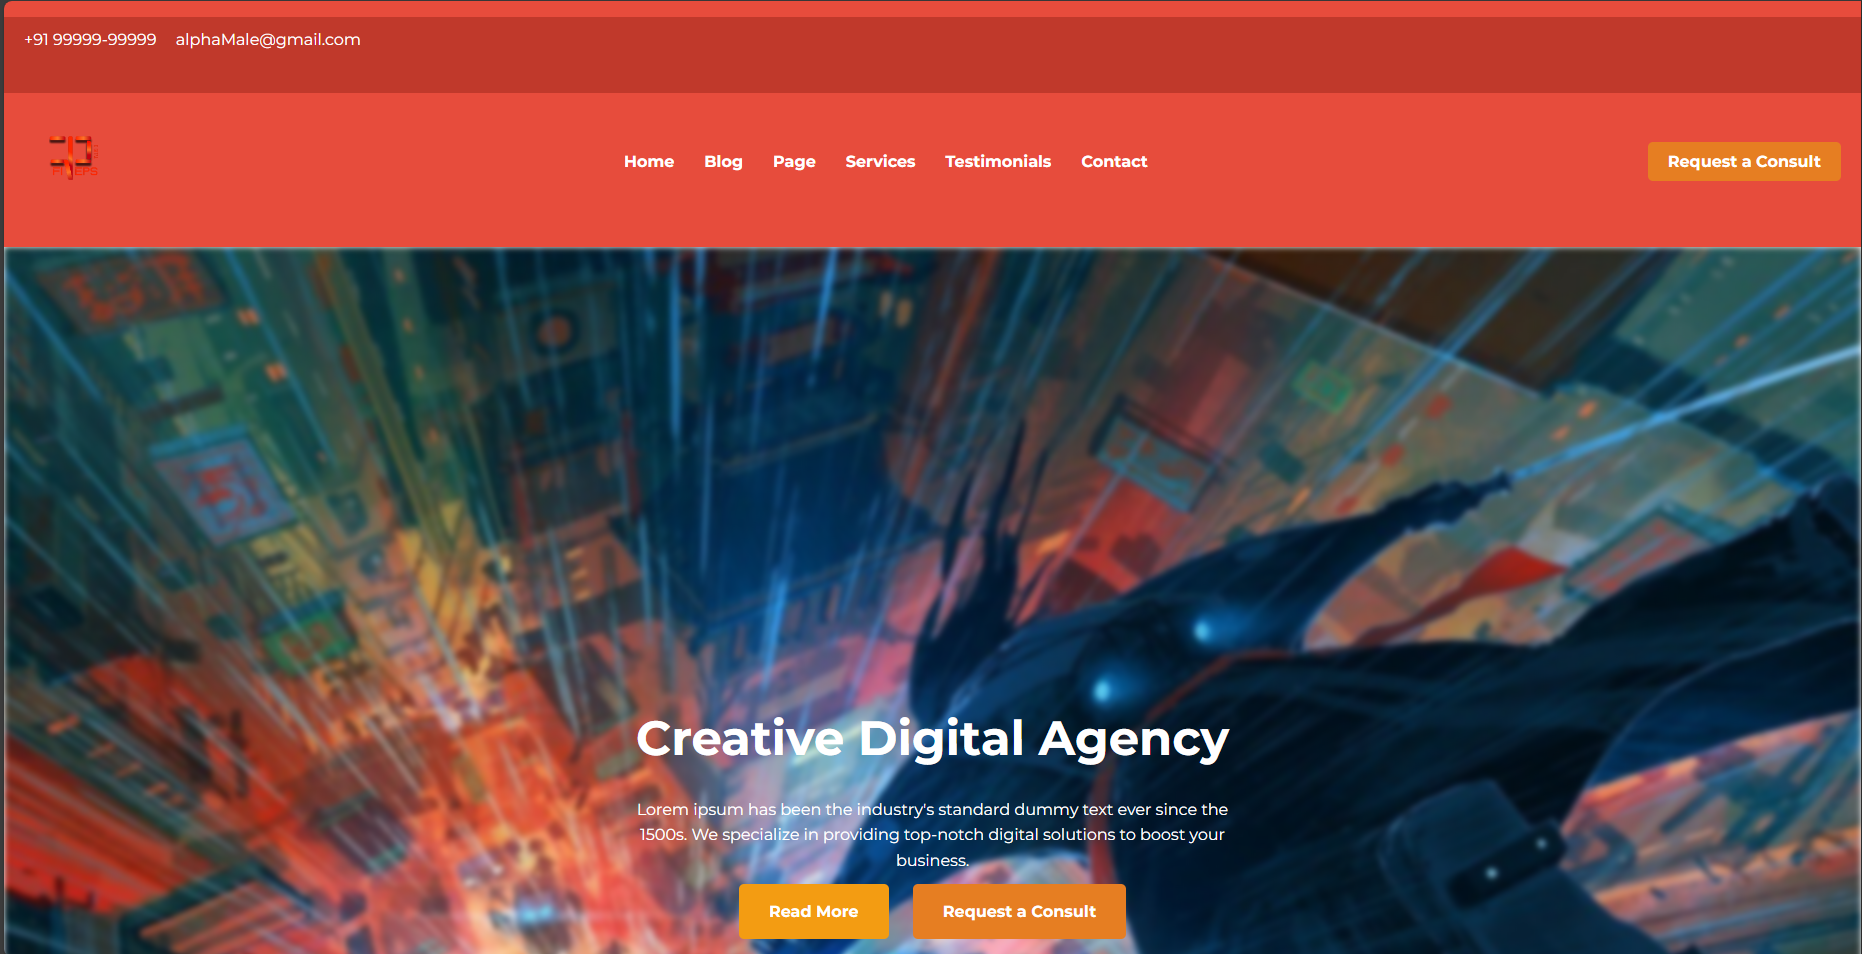 +91 99999-99999 alphaMale@gmail.com
Home Blog Page Services Testimonials Contact
Request a Consult
Creative Digital Agency
Lorem ipsum has been the industry's standard dummy text ever since the
1500s. We specialize in providing top-notch digital solutions to boost your
business.
Read More Request a Consult